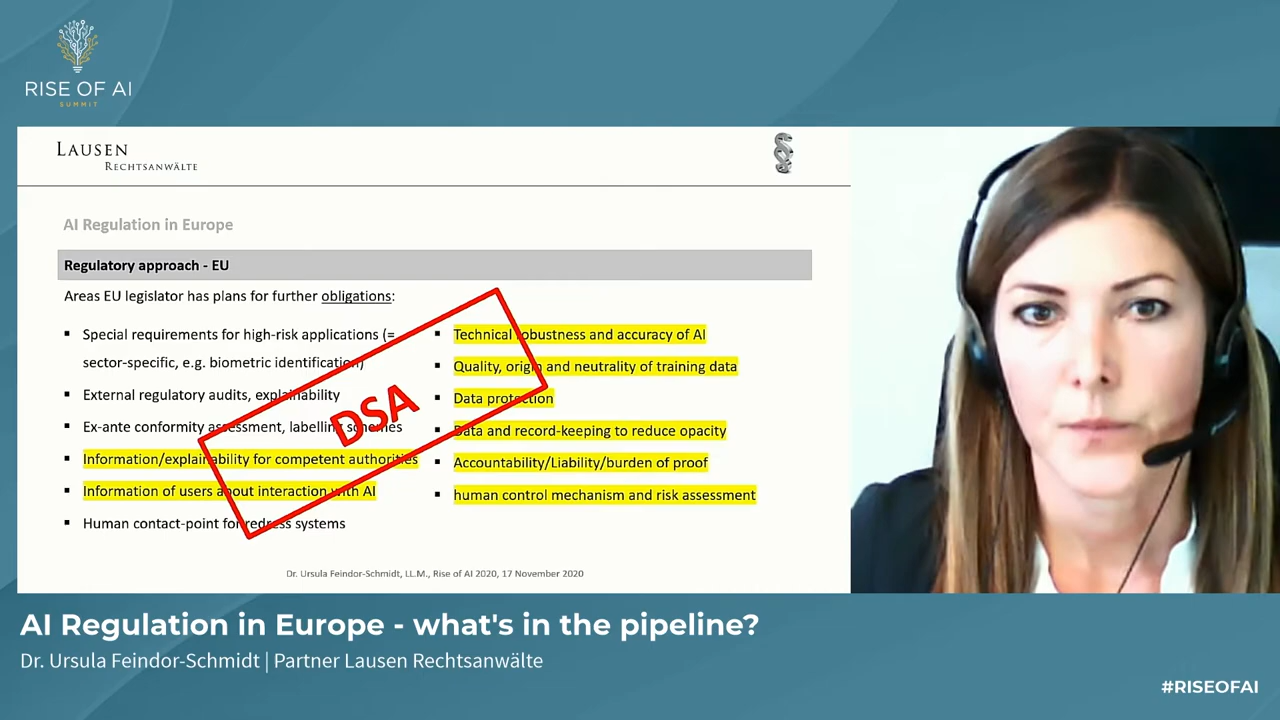 RISE OF AI
SUMMIT
LAUSEN
RECHTSANWÄLTE
AI Regulation in Europe
Regulatory approach - EU
Areas EU legislator has plans for further obligations:
▪ Special requirements for high-risk applications (=
sector-specific, e.g. biometric identification)
▪ External regulatory audits, explainability
▪ Ex-ante conformity assessment, labelling schemes
▪ Information/explainability for competent authorities
▪ Information of users about interaction with AI
▪ Human contact-point for redress systems
▪ Technical robustness and accuracy of AI
▪ Quality, origin and neutrality of training data
▪ Data protection
▪ Data and record-keeping to reduce opacity
▪ Accountability/Liability/burden of proof
▪ human control mechanism and risk assessment
DSA
Dr. Ursula Feindor-Schmidt, LL.M., Rise of AI 2020, 17 November 2020
AI Regulation in Europe - what's in the pipeline?
Dr. Ursula Feindor-Schmidt | Partner Lausen Rechtsanwälte
#RISEOFAI